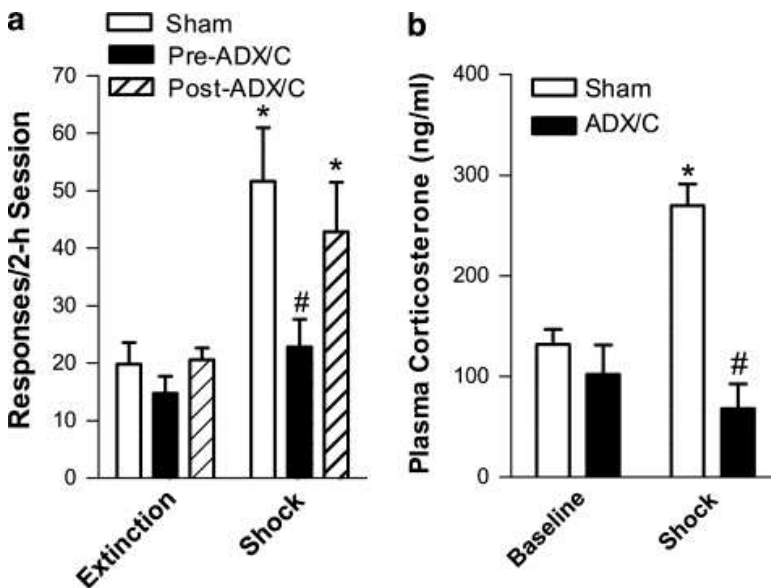 a
Sham
Pre-ADX/C
Post-ADX/C
Responses/2-h Session
70
60
50
40
30
20
10
0
*
#
*
Extinction
Shock
b
Sham
ADX/C
Plasma Corticosterone (ng/ml)
400
300
200
100
0
*
#
Baseline
Shock